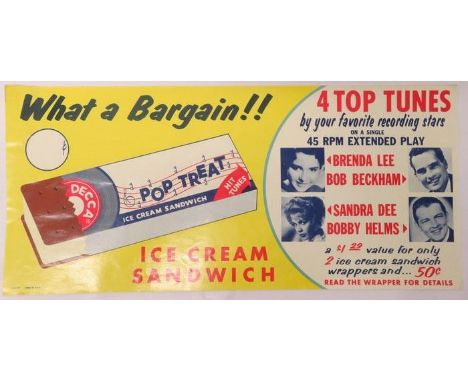 What a Bargain!!
4 TOP TUNES
by your favorite recording stars
ON A SINGLE
45 RPM EXTENDED PLAY
BRENDA LEE
BOB BECKHAM
SANDRA DEE
BOBBY HELMS
a $1.29 value for only
2 ice cream sandwich
wrappers and... 50¢
READ THE WRAPPER FOR DETAILS
DECCA
POP TREAT
ICE CREAM SANDWICH
HIT
TUNES
ICE CREAM
SANDWICH